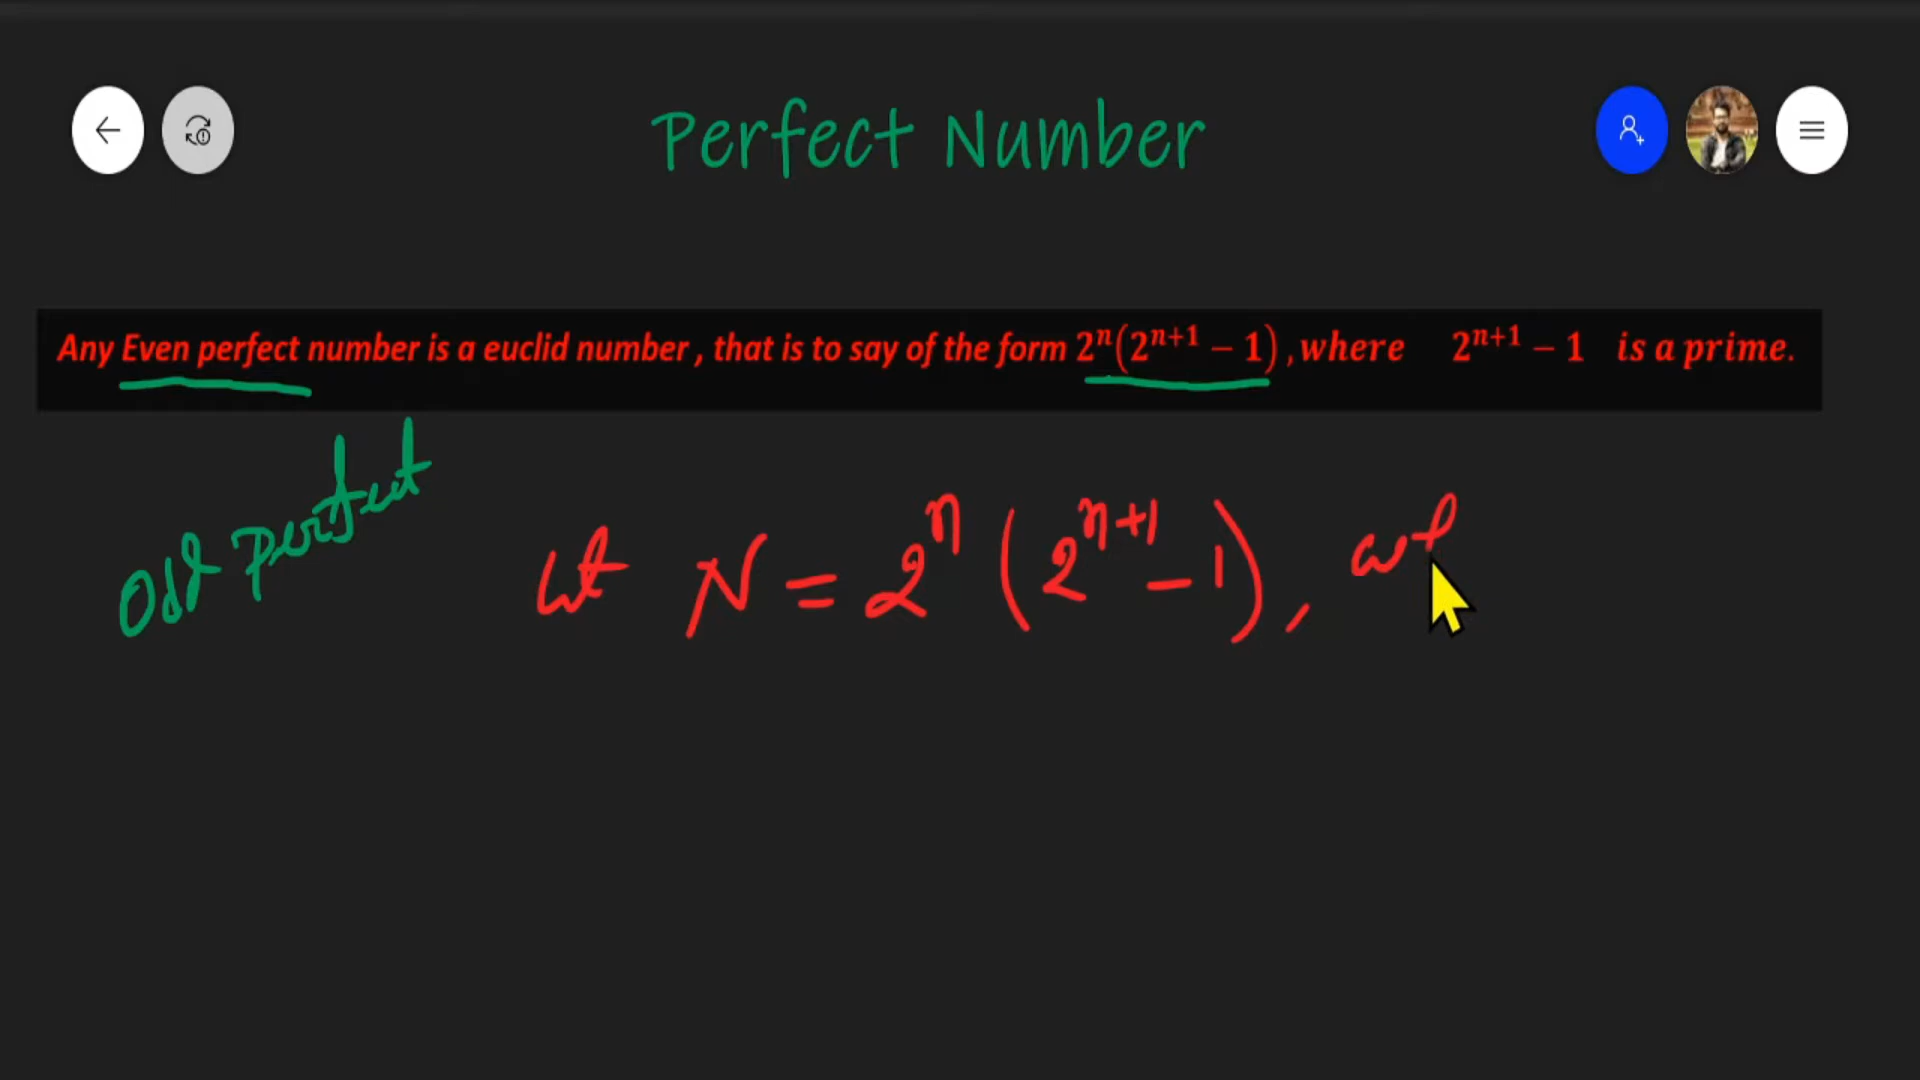 Perfect Number
Any Even perfect number is a euclid number, that is to say of the form 2ⁿ(2ⁿ⁺¹ − 1), where 2ⁿ⁺¹ − 1 is a prime.
Odd perfect
let N = 2ⁿ (2ⁿ⁺¹ − 1),